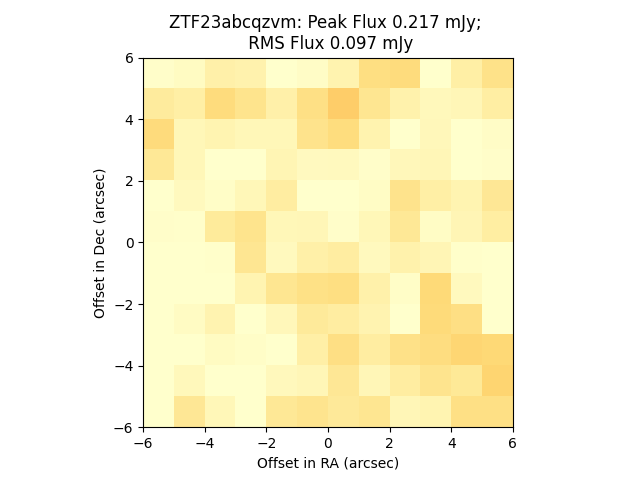 ZTF23abcqzvm: Peak Flux 0.217 mJy;
RMS Flux 0.097 mJy
6
4
2
0
−2
−4
−6
Offset in Dec (arcsec)
−6 −4 −2 0 2 4 6
Offset in RA (arcsec)